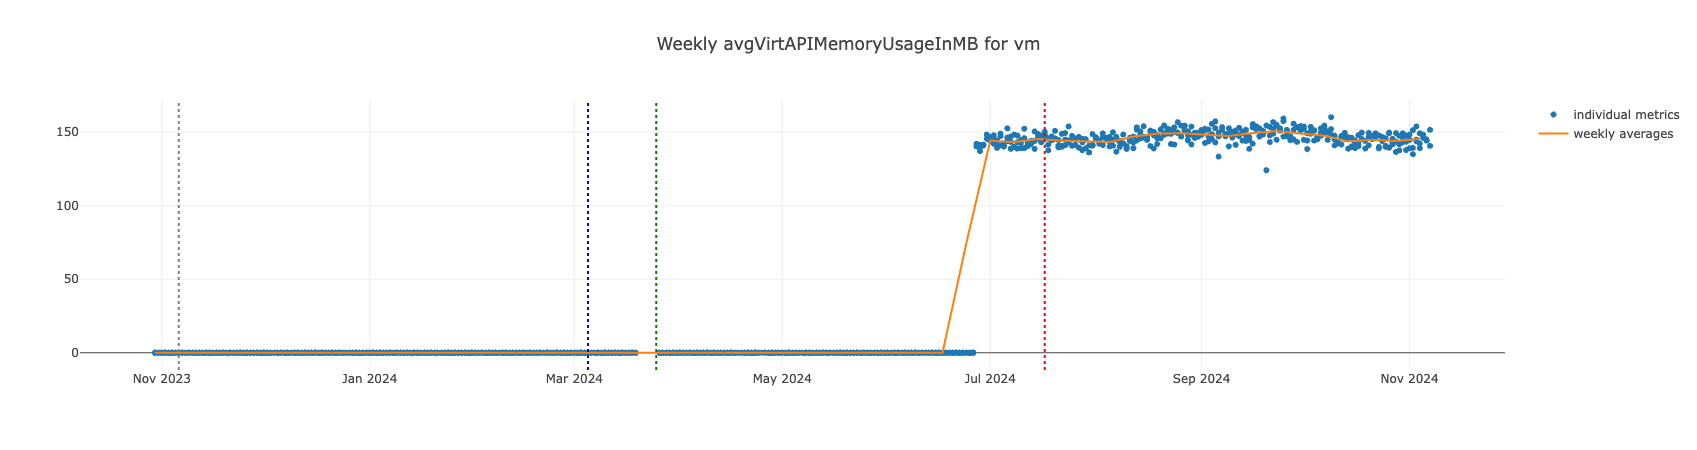 Weekly avgVirtAPIMemoryUsageInMB for vm
individual metrics
weekly averages
150
100
50
0
Nov 2023
Jan 2024
Mar 2024
May 2024
Jul 2024
Sep 2024
Nov 2024